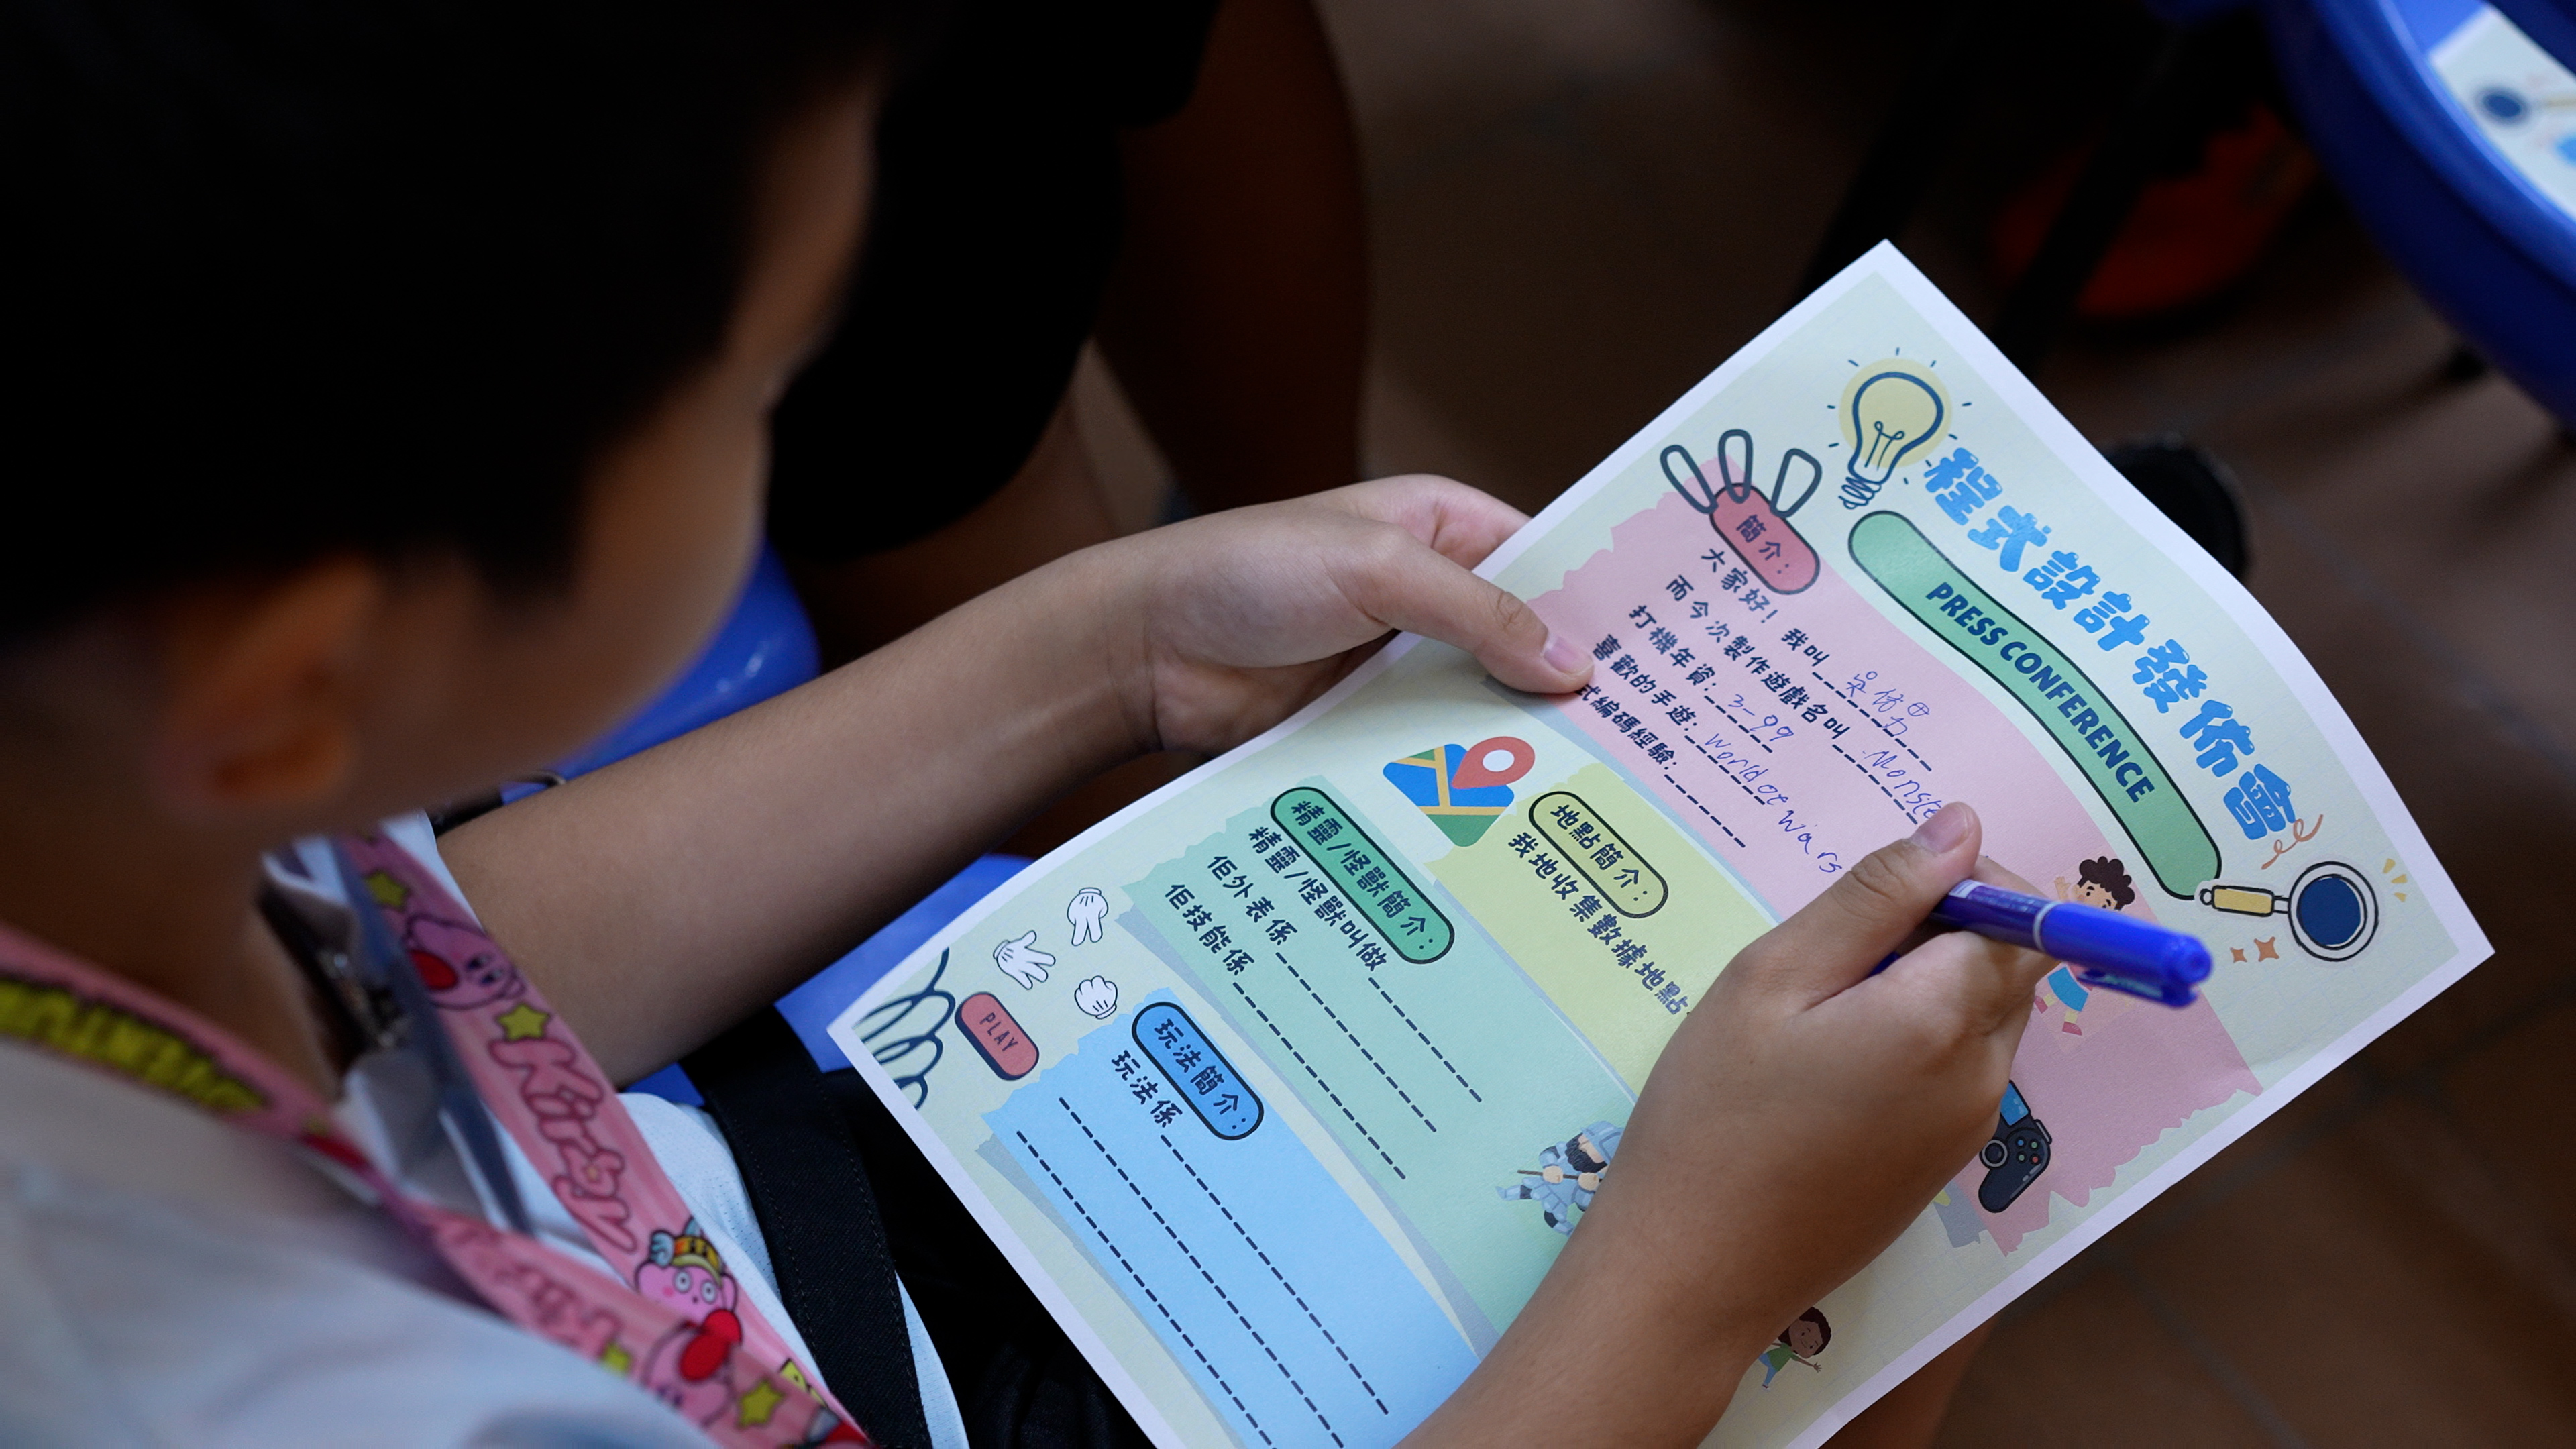 程式設計發佈會
PRESS CONFERENCE
簡介:
大家好! 我叫
而今次製作遊戲名叫 Monste
打機年資: 3-99
喜歡的手遊: world of wars
式編碼經驗:
地點簡介:
我地收集數據地點
精靈/怪獸簡介:
精靈/怪獸叫做
佢外表係
佢技能係
PLAY
玩法簡介:
玩法係
Kirby